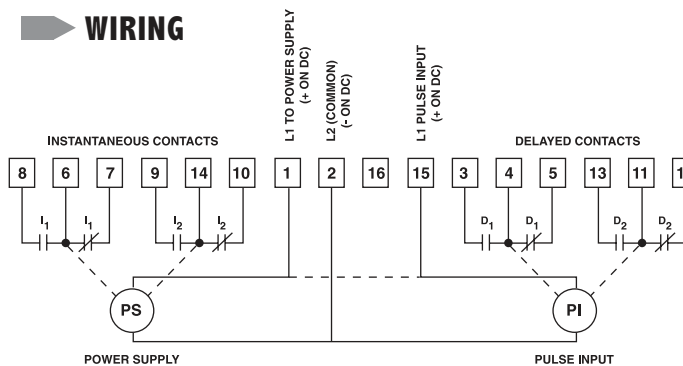 WIRING
L1 TO POWER SUPPLY
(+ ON DC)
L2 (COMMON)
(- ON DC)
L1 PULSE INPUT
(+ ON DC)
INSTANTANEOUS CONTACTS
DELAYED CONTACTS
8 6 7 9 14 10 1 2 16 15 3 4 5 13 11
I1 I1 I2 I2 D1 D1 D2 D2
PS PI
POWER SUPPLY
PULSE INPUT